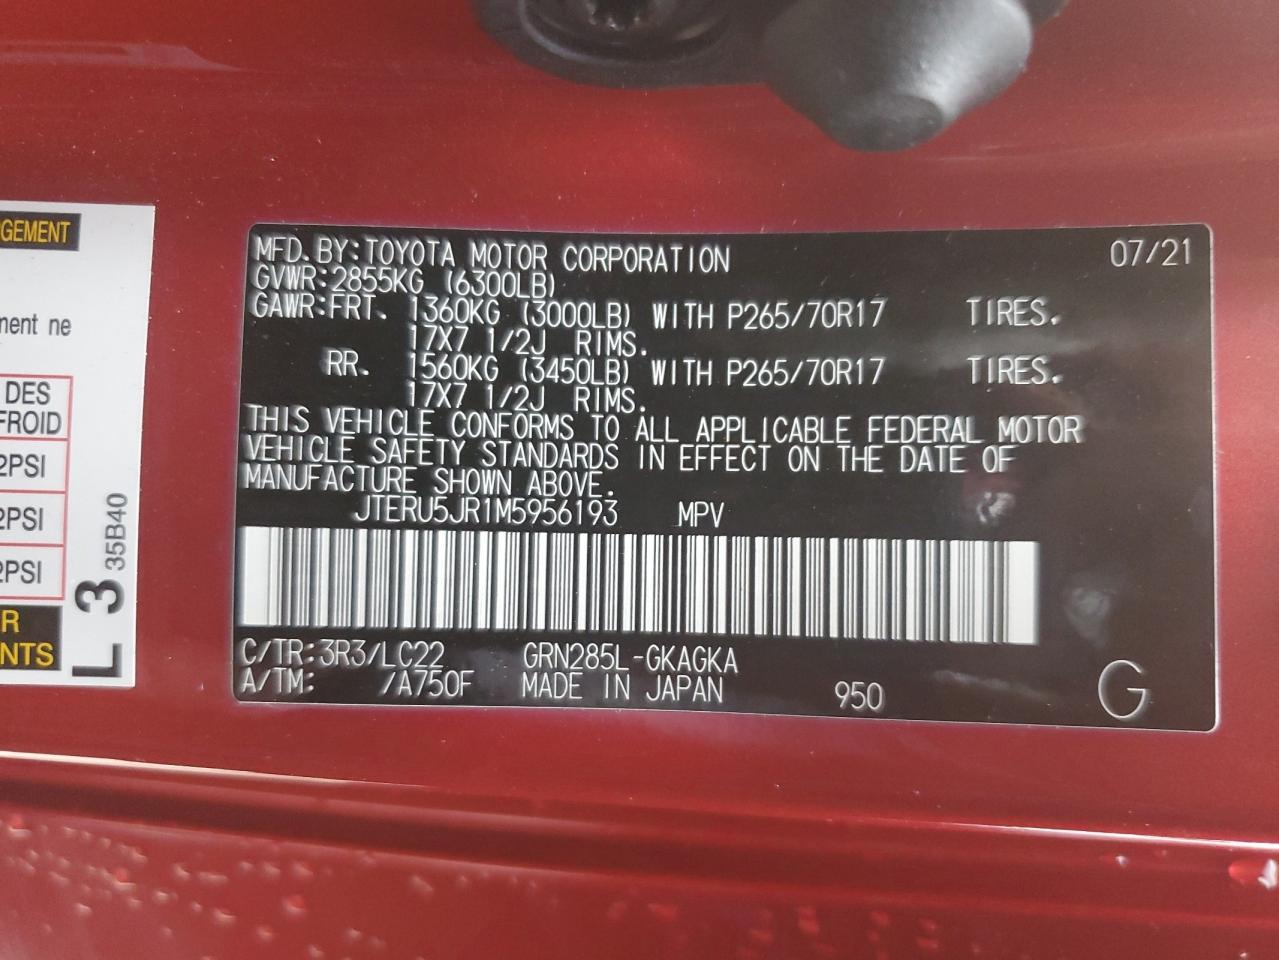 GEMENT
ment ne
DES
FROID
2PSI
2PSI
2PSI
R
NTS
L 3 35B40
MFD. BY: TOYOTA MOTOR CORPORATION 07/21
GVWR: 2855KG (6300LB)
GAWR: FRT. 1360KG (3000LB) WITH P265/70R17 TIRES.
17X7 1/2J RIMS.
RR. 1560KG (3450LB) WITH P265/70R17 TIRES.
17X7 1/2J RIMS.
THIS VEHICLE CONFORMS TO ALL APPLICABLE FEDERAL MOTOR
VEHICLE SAFETY STANDARDS IN EFFECT ON THE DATE OF
MANUFACTURE SHOWN ABOVE.
JTERU5JR1M5956193 MPV
C/TR: 3R3/LC22 GRN285L-GKAGKA
A/TM: /A750F MADE IN JAPAN 950 G